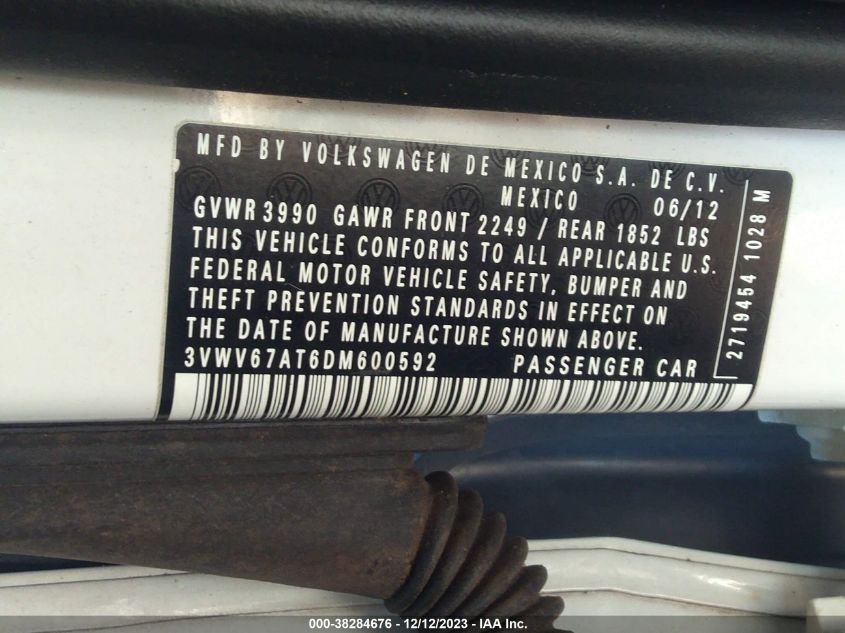 MFD BY VOLKSWAGEN DE MEXICO S.A. DE C.V.
MEXICO 06/12
GVWR 3990 GAWR FRONT 2249 / REAR 1852 LBS
THIS VEHICLE CONFORMS TO ALL APPLICABLE U.S.
FEDERAL MOTOR VEHICLE SAFETY, BUMPER AND
THEFT PREVENTION STANDARDS IN EFFECT ON
THE DATE OF MANUFACTURE SHOWN ABOVE.
3VWV67AT6DM600592 PASSENGER CAR
2719454 1028 M
000-38284676 - 12/12/2023 - IAA Inc.